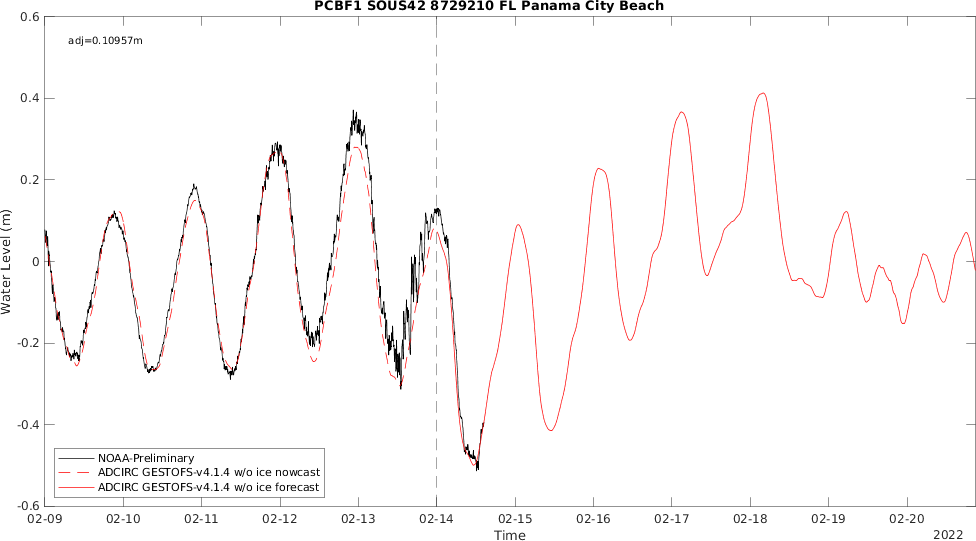 PCBF1 SOUS42 8729210 FL Panama City Beach
adj=0.10957m
0.6
0.4
0.2
0
-0.2
-0.4
-0.6
Water Level (m)
NOAA-Preliminary
ADCIRC GESTOFS-v4.1.4 w/o ice nowcast
ADCIRC GESTOFS-v4.1.4 w/o ice forecast
02-09 02-10 02-11 02-12 02-13 02-14 02-15 02-16 02-17 02-18 02-19 02-20
Time
2022